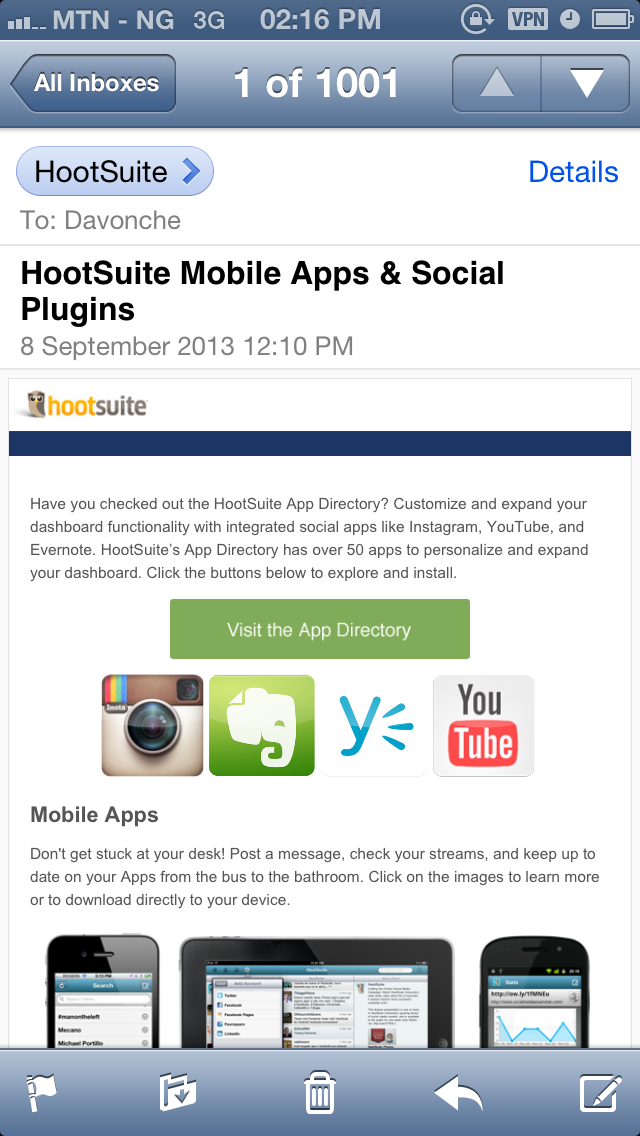 MTN - NG 3G 02:16 PM VPN
All Inboxes 1 of 1001
HootSuite Details
To: Davonche
HootSuite Mobile Apps & Social
Plugins
8 September 2013 12:10 PM
hootsuite
Have you checked out the HootSuite App Directory? Customize and expand your
dashboard functionality with integrated social apps like Instagram, YouTube, and
Evernote. HootSuite's App Directory has over 50 apps to personalize and expand
your dashboard. Click the buttons below to explore and install.
Visit the App Directory
Insta
You
Tube
Mobile Apps
Don't get stuck at your desk! Post a message, check your streams, and keep up to
date on your Apps from the bus to the bathroom. Click on the images to learn more
or to download directly to your device.
Search
#manontheleft
Mecano
Michael Portillo
HootSuite
Add Account
Twitter
Facebook
Facebook Pages
Foursquare
LinkedIn
Stats
http://ow.ly/1fMNEu